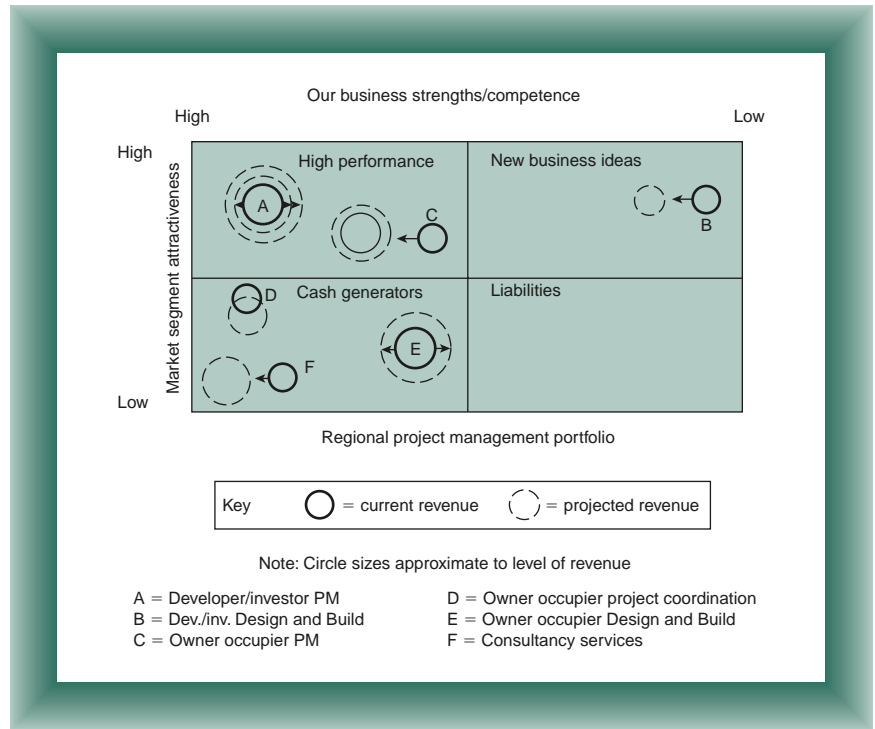 Our business strengths/competence
High Low
High
High performance New business ideas
Market segment attractiveness
A
C
B
Cash generators Liabilities
D
E
F
Low
Regional project management portfolio
Key = current revenue = projected revenue
Note: Circle sizes approximate to level of revenue
A = Developer/investor PM
B = Dev./inv. Design and Build
C = Owner occupier PM
D = Owner occupier project coordination
E = Owner occupier Design and Build
F = Consultancy services